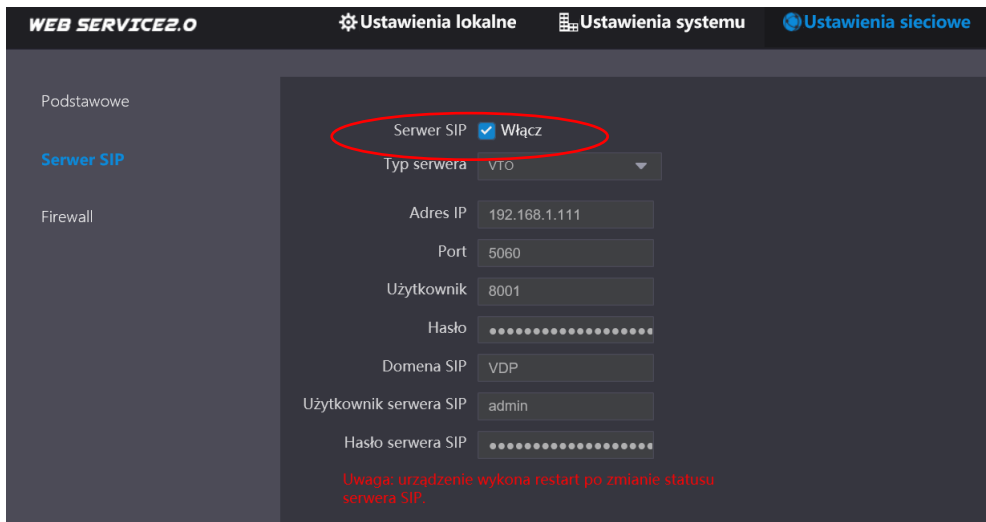 WEB SERVICE2.0
Ustawienia lokalne
Ustawienia systemu
Ustawienia sieciowe
Podstawowe
Serwer SIP
Firewall
Serwer SIP Włącz
Typ serwera VTO
Adres IP 192.168.1.111
Port 5060
Użytkownik 8001
Hasło ●●●●●●●●●●●●●●●●●●●
Domena SIP VDP
Użytkownik serwera SIP admin
Hasło serwera SIP ●●●●●●●●●●●●●●●●●●●
Uwaga: urządzenie wykona restart po zmianie statusu
serwera SIP.